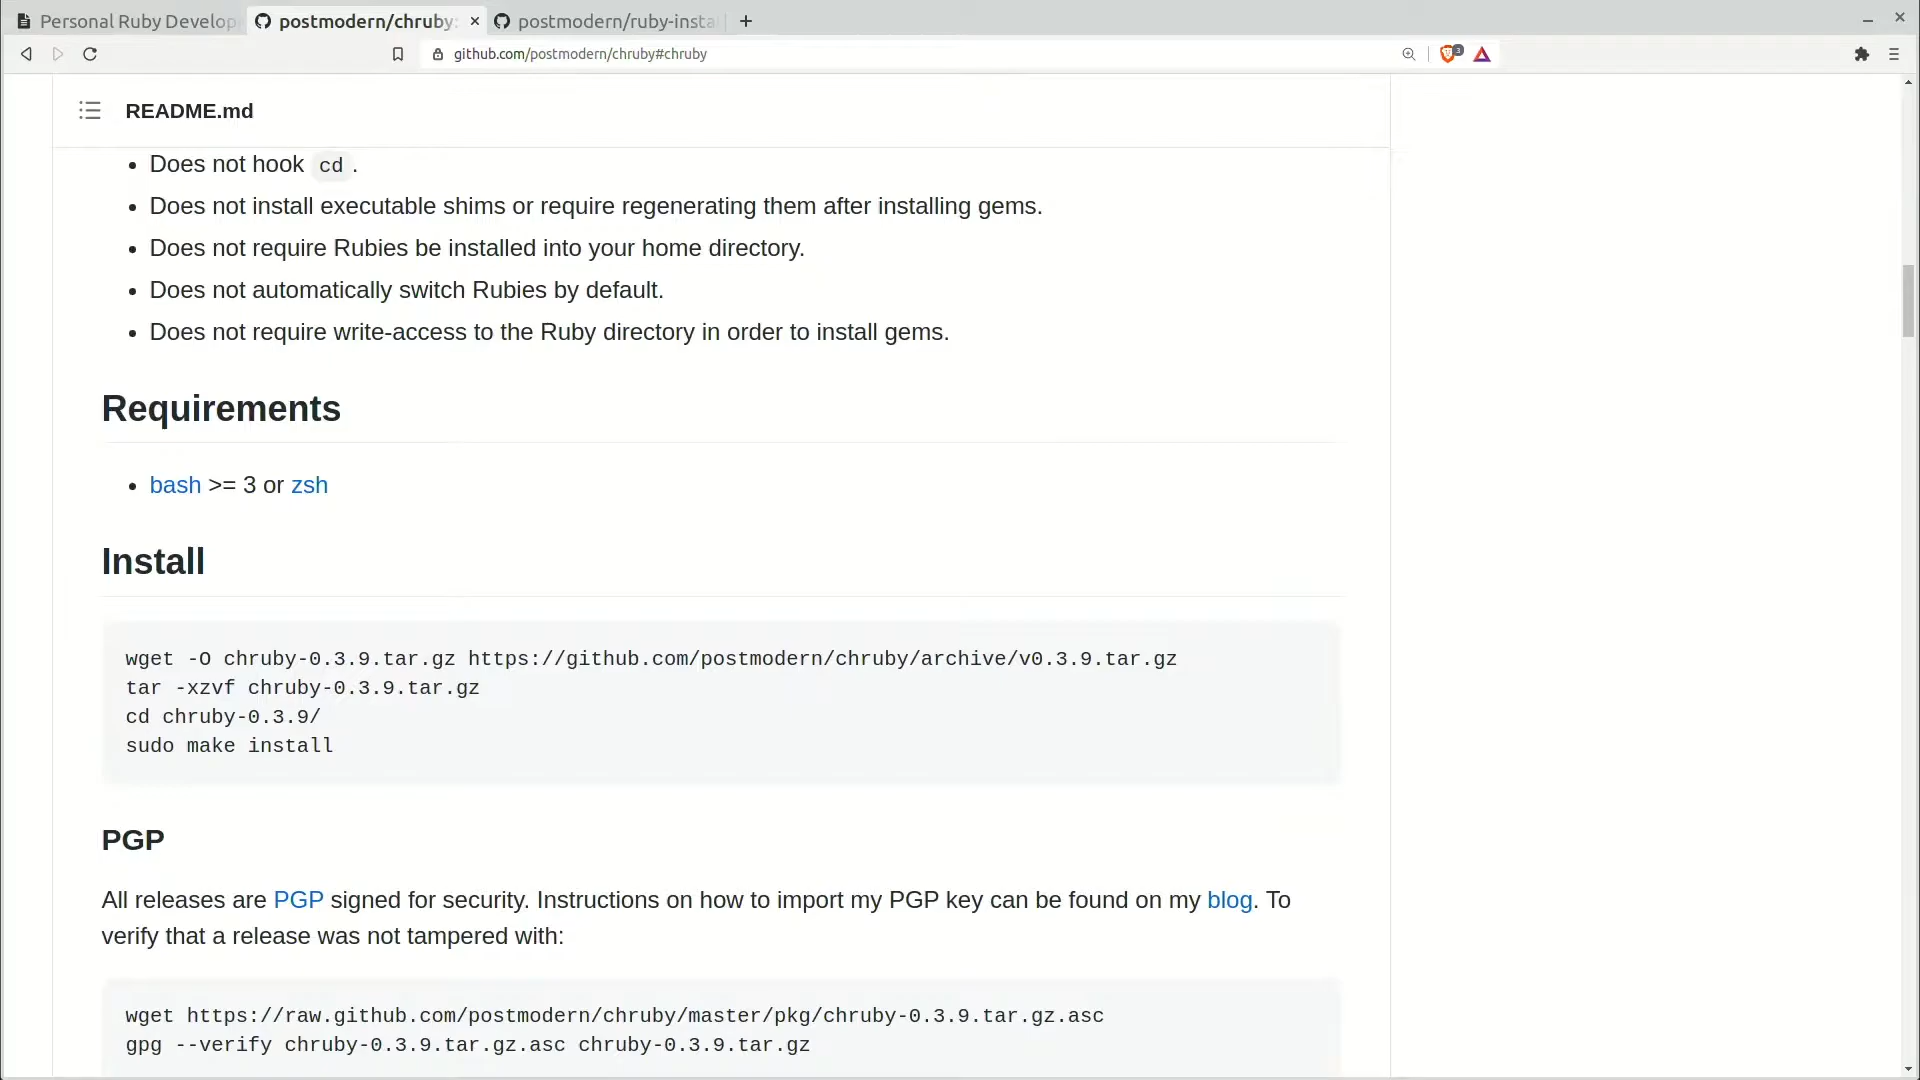 Personal Ruby Develop
postmodern/chruby:
postmodern/ruby-insta
github.com/postmodern/chruby#chruby
3
README.md
Does not hook cd.
Does not install executable shims or require regenerating them after installing gems.
Does not require Rubies be installed into your home directory.
Does not automatically switch Rubies by default.
Does not require write-access to the Ruby directory in order to install gems.
Requirements
bash >= 3 or zsh
Install
wget -O chruby-0.3.9.tar.gz https://github.com/postmodern/chruby/archive/v0.3.9.tar.gz
tar -xzvf chruby-0.3.9.tar.gz
cd chruby-0.3.9/
sudo make install
PGP
All releases are PGP signed for security. Instructions on how to import my PGP key can be found on my blog. To
verify that a release was not tampered with:
wget https://raw.github.com/postmodern/chruby/master/pkg/chruby-0.3.9.tar.gz.asc
gpg --verify chruby-0.3.9.tar.gz.asc chruby-0.3.9.tar.gz